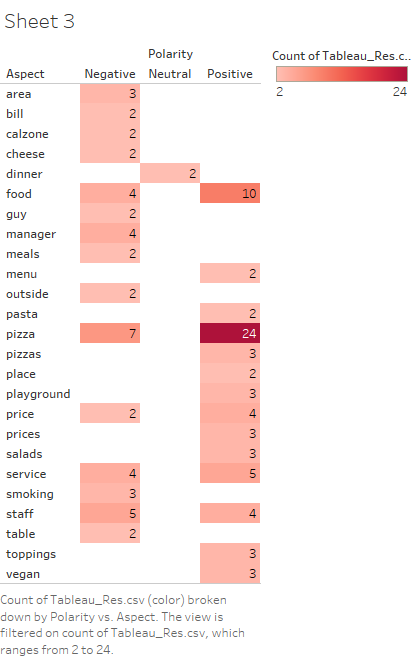 Sheet 3
Polarity
Count of Tableau_Res.c..
Aspect Negative Neutral Positive
2 24
area 3
bill 2
calzone 2
cheese 2
dinner 2
food 4 10
guy 2
manager 4
meals 2
menu 2
outside 2
pasta 2
pizza 7 24
pizzas 3
place 2
playground 3
price 2 4
prices 3
salads 3
service 4 5
smoking 3
staff 5 4
table 2
toppings 3
vegan 3
Count of Tableau_Res.csv (color) broken
down by Polarity vs. Aspect. The view is
filtered on count of Tableau_Res.csv, which
ranges from 2 to 24.